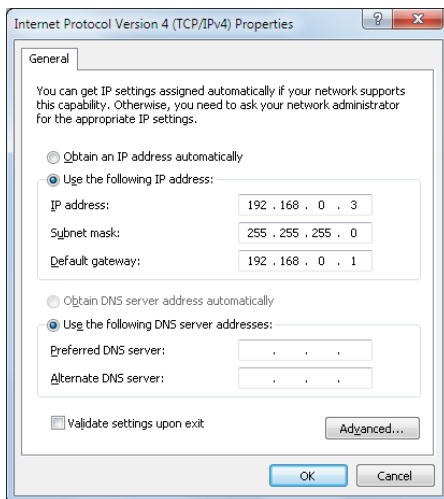 Internet Protocol Version 4 (TCP/IPv4) Properties
General
You can get IP settings assigned automatically if your network supports
this capability. Otherwise, you need to ask your network administrator
for the appropriate IP settings.
Obtain an IP address automatically
Use the following IP address:
IP address: 192 . 168 . 0 . 3
Subnet mask: 255 . 255 . 255 . 0
Default gateway: 192 . 168 . 0 . 1
Obtain DNS server address automatically
Use the following DNS server addresses:
Preferred DNS server: . . .
Alternate DNS server: . . .
Validate settings upon exit
Advanced...
OK Cancel